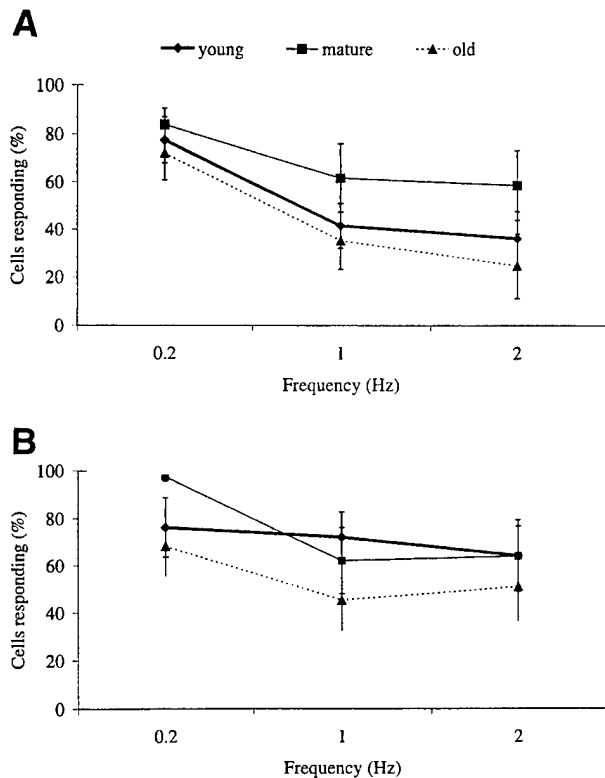 A
young mature old
100
80
60
40
20
0
Cells responding (%)
0.2 1 2
Frequency (Hz)
B
100
80
60
40
20
0
Cells responding (%)
0.2 1 2
Frequency (Hz)